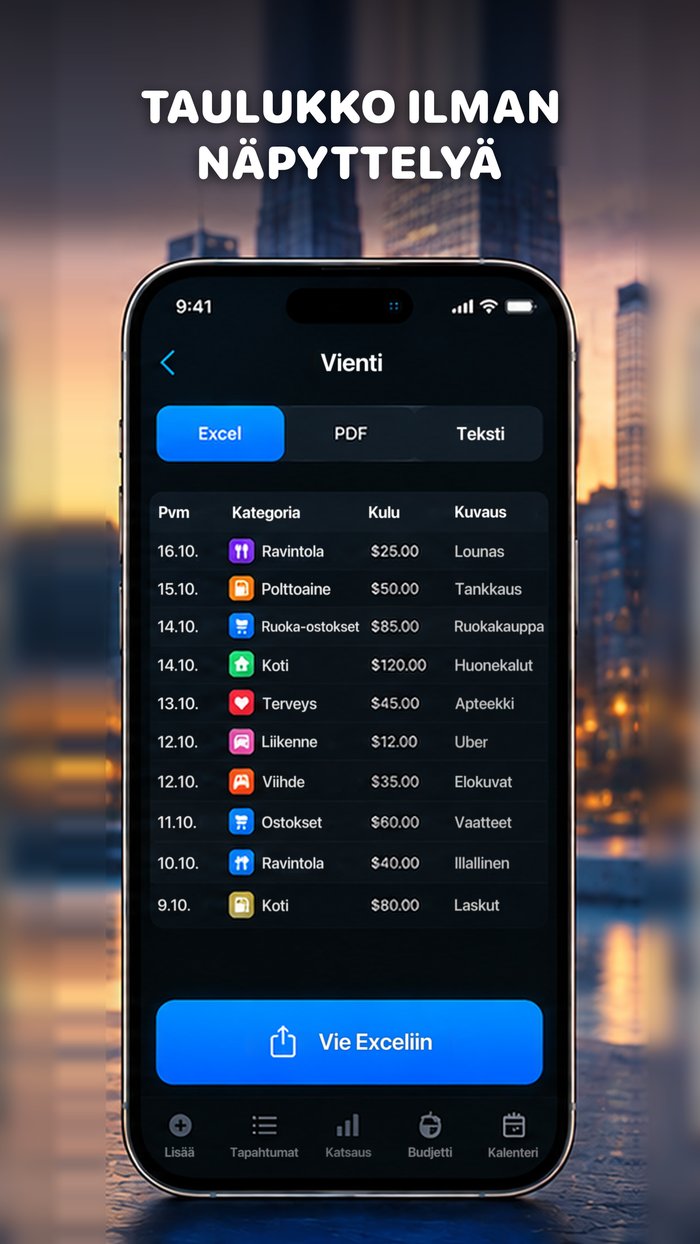 TAULUKKO ILMAN
NÄPYTTELYÄ
9:41
Vienti
Excel PDF Teksti
Pvm Kategoria Kulu Kuvaus
16.10. Ravintola $25.00 Lounas
15.10. Polttoaine $50.00 Tankkaus
14.10. Ruoka-ostokset $85.00 Ruokakauppa
14.10. Koti $120.00 Huonekalut
13.10. Terveys $45.00 Apteekki
12.10. Liikenne $12.00 Uber
12.10. Viihde $35.00 Elokuvat
11.10. Ostokset $60.00 Vaatteet
10.10. Ravintola $40.00 Illallinen
9.10. Koti $80.00 Laskut
Vie Exceliin
Lisää Tapahtumat Katsaus Budjetti Kalenteri